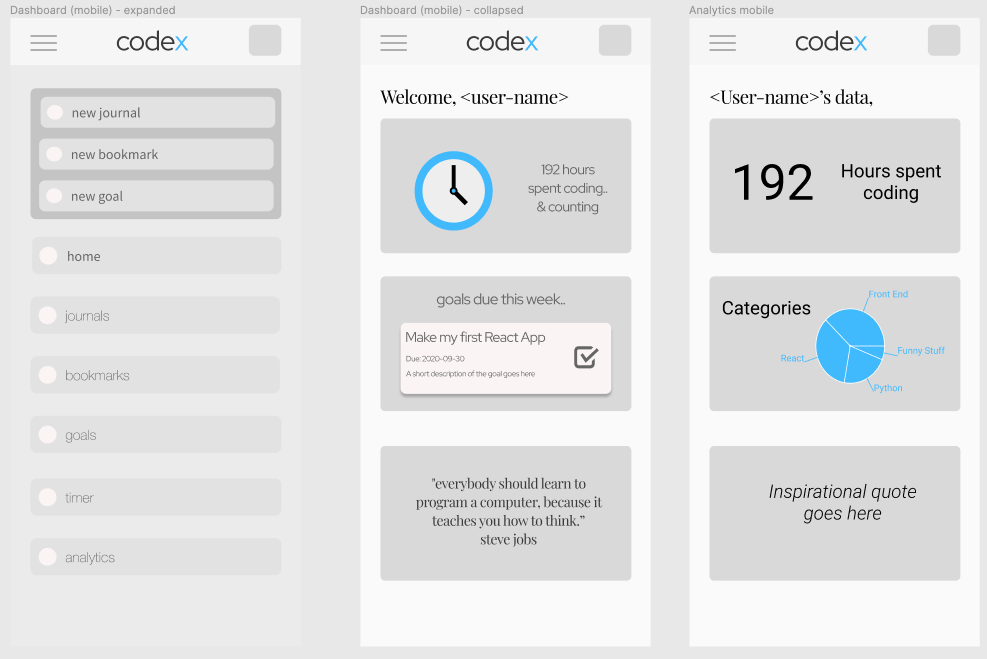 Dashboard (mobile) - expanded
codex
new journal
new bookmark
new goal
home
journals
bookmarks
goals
timer
analytics
Dashboard (mobile) - collapsed
codex
Welcome, <user-name>
192 hours
spent coding..
& counting
goals due this week..
Make my first React App
Due: 2020-09-30
A short description of the goal goes here
"everybody should learn to
program a computer, because it
teaches you how to think.”
steve jobs
Analytics mobile
codex
<User-name>’s data,
192
Hours spent
coding
Categories
Front End
Funny Stuff
React
Python
Inspirational quote
goes here